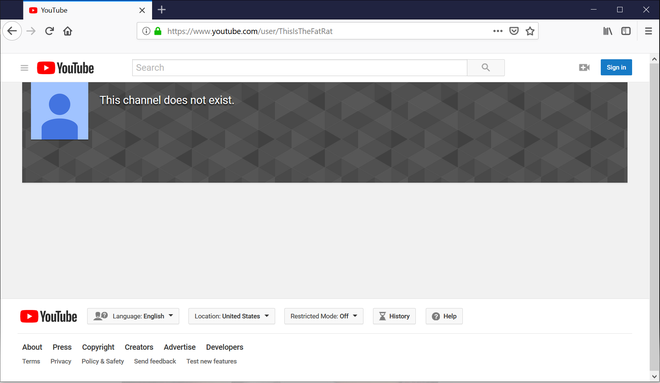 YouTube
https://www.youtube.com/user/ThisIsTheFatRat
YouTube
Search
Sign in
This channel does not exist.
YouTube
Language: English
Location: United States
Restricted Mode: Off
History
Help
About Press Copyright Creators Advertise Developers
Terms Privacy Policy & Safety Send feedback Test new features